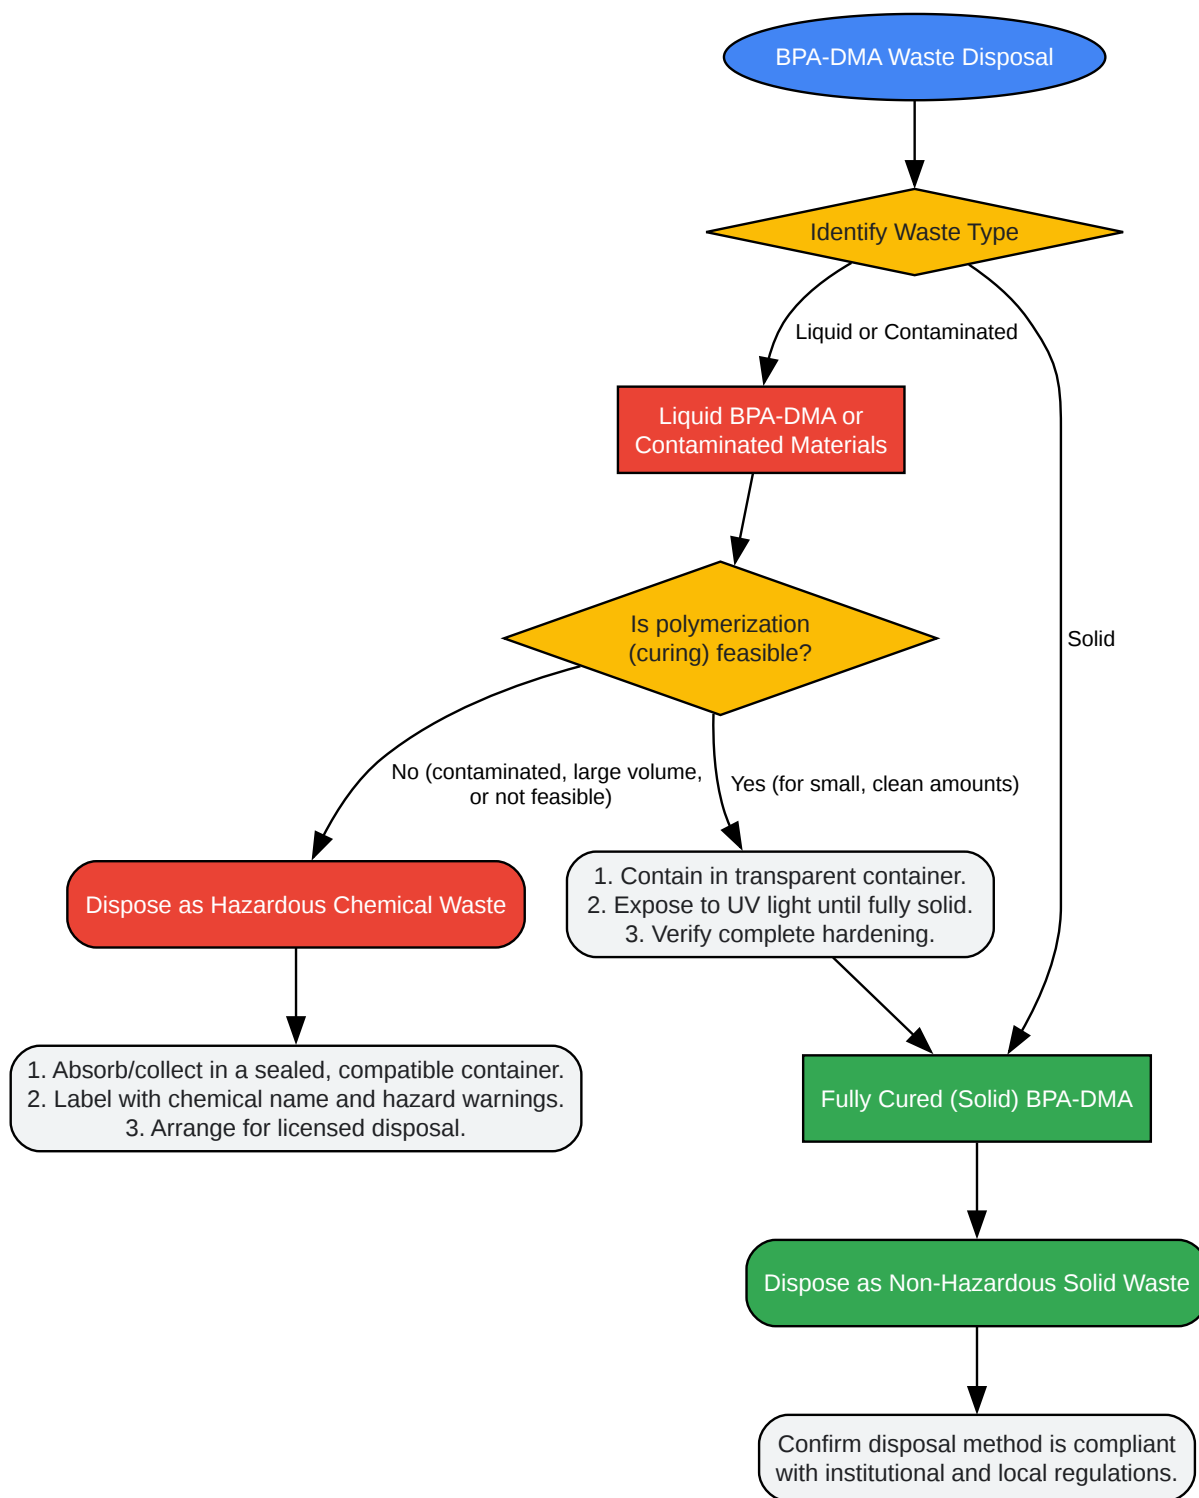 BPA-DMA Waste Disposal
Identify Waste Type
Liquid or Contaminated
Liquid BPA-DMA or
Contaminated Materials
Is polymerization
(curing) feasible?
Solid
No (contaminated, large volume,
or not feasible)
Yes (for small, clean amounts)
Dispose as Hazardous Chemical Waste
1. Contain in transparent container.
2. Expose to UV light until fully solid.
3. Verify complete hardening.
1. Absorb/collect in a sealed, compatible container.
2. Label with chemical name and hazard warnings.
3. Arrange for licensed disposal.
Fully Cured (Solid) BPA-DMA
Dispose as Non-Hazardous Solid Waste
Confirm disposal method is compliant
with institutional and local regulations.